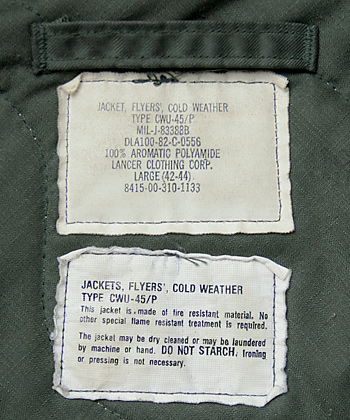 JACKET, FLYERS', COLD WEATHER
TYPE CWU-45/P
MIL-J-83388B
DLA100-82-C-0556
100% AROMATIC POLYAMIDE
LANCER CLOTHING CORP.
LARGE (42-44)
8415-00-310-1133
JACKETS, FLYERS', COLD WEATHER
TYPE CWU-45/P
This jacket is made of fire resistant material. No
other special flame resistant treatment is required.
The jacket may be dry cleaned or may be laundered
by machine or hand. DO NOT STARCH, Ironing
or pressing is not necessary.